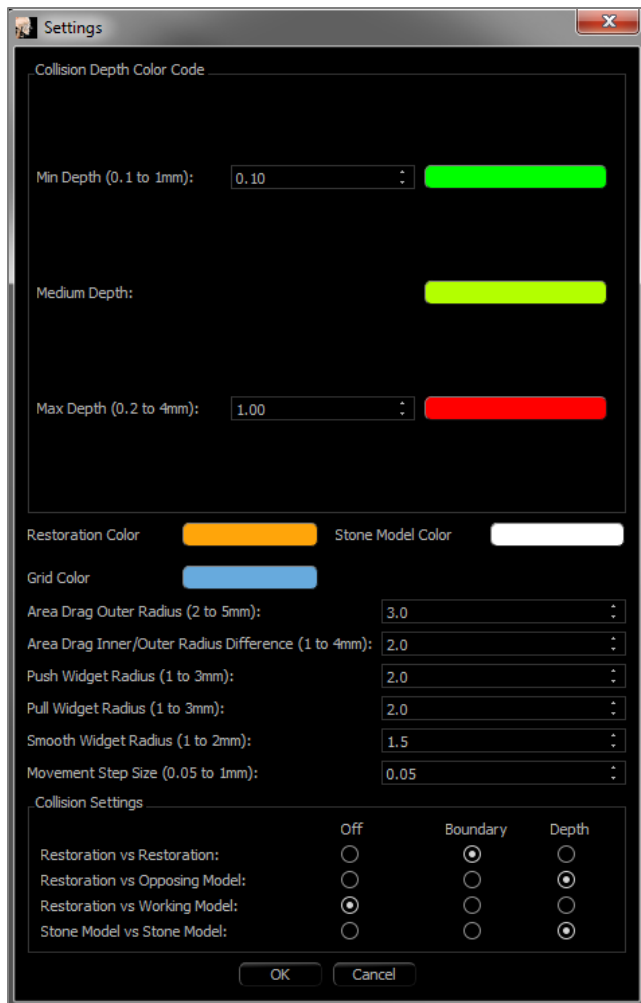 Settings
Collision Depth Color Code
Min Depth (0.1 to 1mm): 0.10
Medium Depth:
Max Depth (0.2 to 4mm): 1.00
Restoration Color Stone Model Color
Grid Color
Area Drag Outer Radius (2 to 5mm): 3.0
Area Drag Inner/Outer Radius Difference (1 to 4mm): 2.0
Push Widget Radius (1 to 3mm): 2.0
Pull Widget Radius (1 to 3mm): 2.0
Smooth Widget Radius (1 to 2mm): 1.5
Movement Step Size (0.05 to 1mm): 0.05
Collision Settings
Off Boundary Depth
Restoration vs Restoration:
Restoration vs Opposing Model:
Restoration vs Working Model:
Stone Model vs Stone Model:
OK Cancel